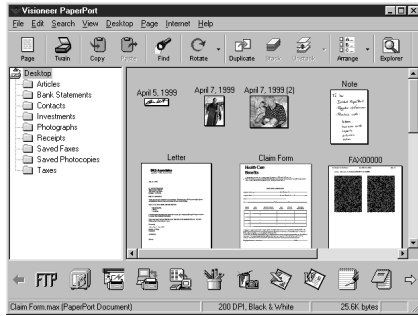 Visioneer PaperPort
File Edit Search View Desktop Page Internet Help
Page Twain Copy Paste Find Rotate Duplicate Stack Unstack Arrange Explorer
Desktop
Articles
Bank Statements
Contacts
Investments
Photographs
Receipts
Saved Faxes
Saved Photocopies
Taxes
April 5, 1999
April 7, 1999
April 7, 1999 (2)
Note
Letter
Claim Form
FAX00000
Health Care
Benefits
FTP
Claim Form.max (PaperPort Document) 200 DPI, Black & White 25.6K bytes